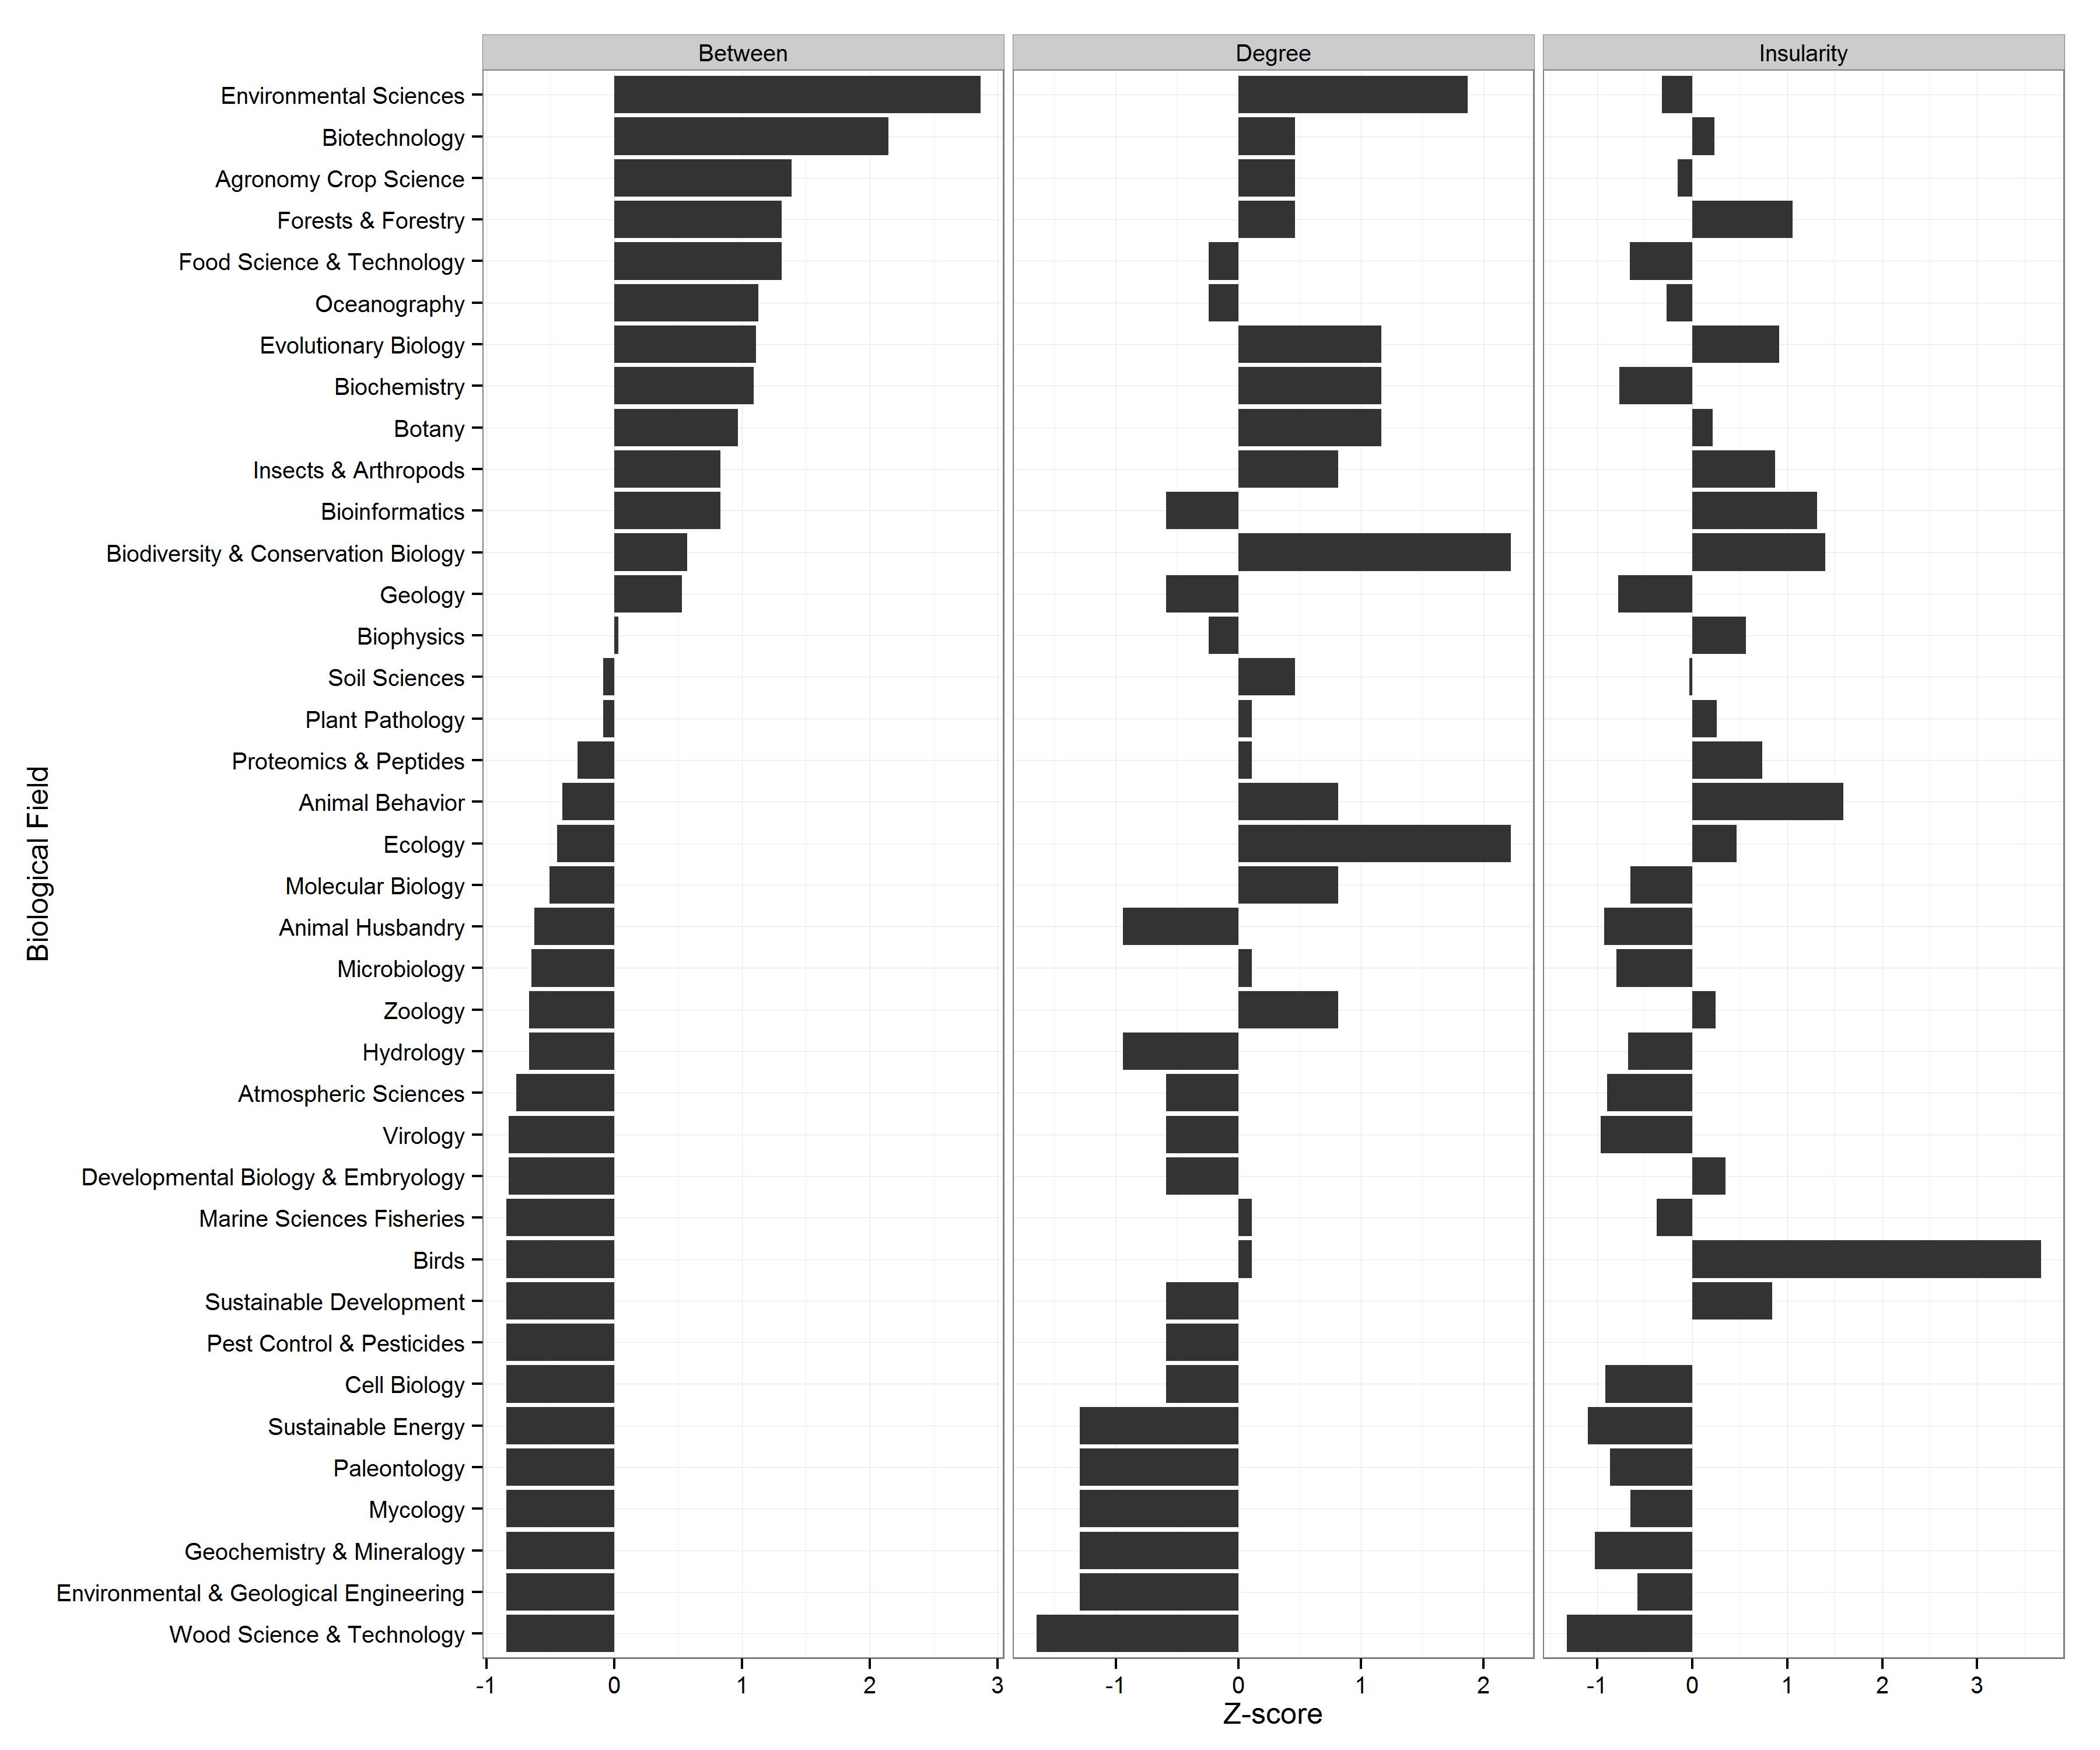 Between Degree Insularity
Environmental Sciences
Biotechnology
Agronomy Crop Science
Forests & Forestry
Food Science & Technology
Oceanography
Evolutionary Biology
Biochemistry
Botany
Insects & Arthropods
Bioinformatics
Biodiversity & Conservation Biology
Geology
Biophysics
Soil Sciences
Plant Pathology
Proteomics & Peptides
Animal Behavior
Ecology
Molecular Biology
Animal Husbandry
Microbiology
Zoology
Hydrology
Atmospheric Sciences
Virology
Developmental Biology & Embryology
Marine Sciences Fisheries
Birds
Sustainable Development
Pest Control & Pesticides
Cell Biology
Sustainable Energy
Paleontology
Mycology
Geochemistry & Mineralogy
Environmental & Geological Engineering
Wood Science & Technology
Biological Field
-1 0 1 2 3 -1 0 1 2 -1 0 1 2 3
Z-score